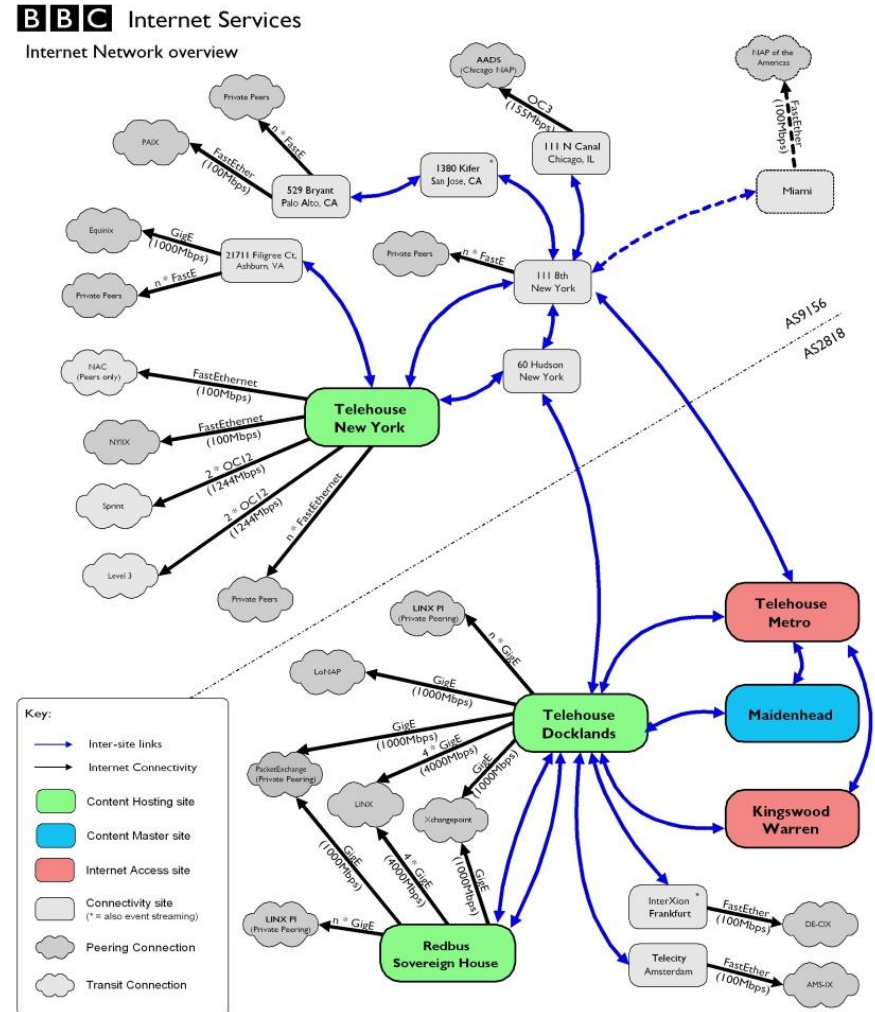 BBC Internet Services
Internet Network overview
AADS
(Chicago NAP)
NAP of the
Americas
Private Peers
OC3
(155Mbps)
FastEther
(100Mbps)
PAIX
n * FastE
FastEther
(100Mbps)
111 N Canal
Chicago, IL
1380 Kifer *
San Jose, CA
529 Bryant
Palo Alto, CA
Miami
Equinix
GigE
(1000Mbps)
21711 Filigree Ct,
Ashburn, VA
Private Peers
n * FastE
111 8th
New York
n * FastE
Private Peers
AS9156
AS2818
NAC
(Peers only)
FastEthernet
(100Mbps)
60 Hudson
New York
Telehouse
New York
FastEthernet
(100Mbps)
NYIIX
2 * OC12
(1244Mbps)
Sprint
2 * OC12
(1244Mbps)
n * FastEthernet
Level 3
Private Peers
LINX PI
(Private Peering)
n * GigE
Telehouse
Metro
LoNAP
GigE
(1000Mbps)
Telehouse
Docklands
Maidenhead
GigE
(1000Mbps)
4 * GigE
(4000Mbps)
GigE
(1000Mbps)
PacketExchange
(Private Peering)
LINX
Xchangepoint
Kingswood
Warren
GigE
(1000Mbps)
4 * GigE
(4000Mbps)
GigE
(1000Mbps)
InterXion *
Frankfurt
FastEther
(100Mbps)
DE-CIX
LINX PI
(Private Peering)
n * GigE
Redbus
Sovereign House
Telecity
Amsterdam
FastEther
(100Mbps)
AMS-IX
Key:
Inter-site links
Internet Connectivity
Content Hosting site
Content Master site
Internet Access site
Connectivity site
(* = also event streaming)
Peering Connection
Transit Connection